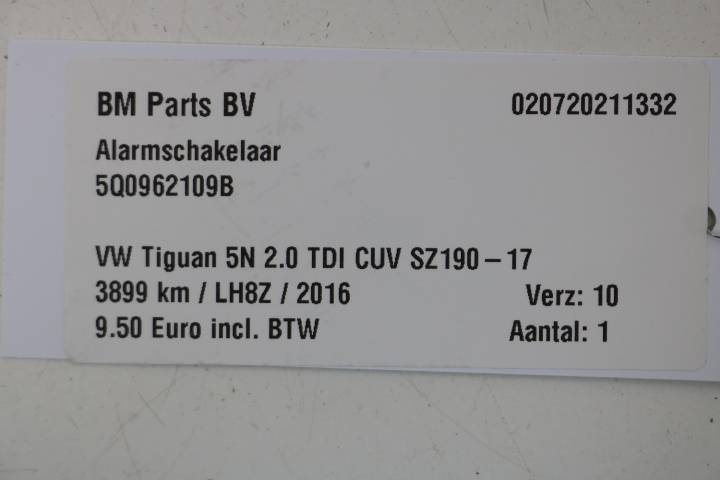 BM Parts BV 020720211332
Alarmschakelaar
5Q0962109B
VW Tiguan 5N 2.0 TDI CUV SZ190-17
3899 km / LH8Z / 2016 Verz: 10
9.50 Euro incl. BTW Aantal: 1